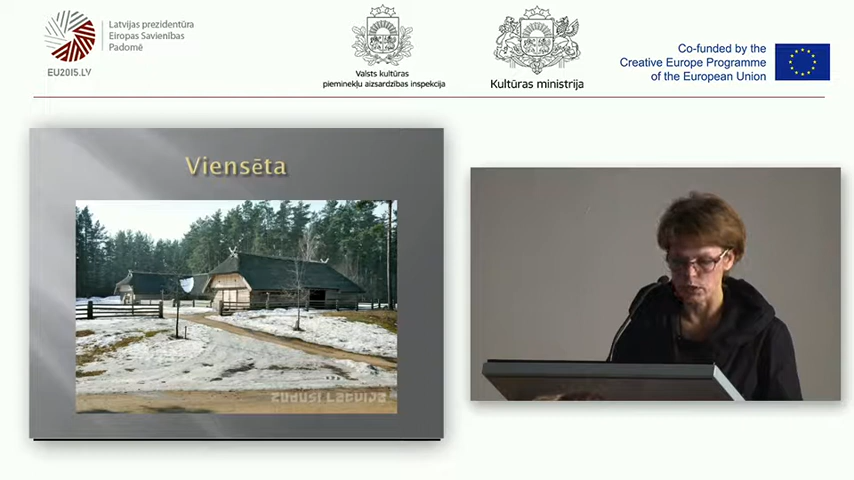 Latvijas prezidentūra
Eiropas Savienības
Padomē
EU2015.LV
Valsts kultūras
pieminekļu aizsardzības inspekcija
Kultūras ministrija
Co-funded by the
Creative Europe Programme
of the European Union
Viensēta
ZUDUSI LATVIJA